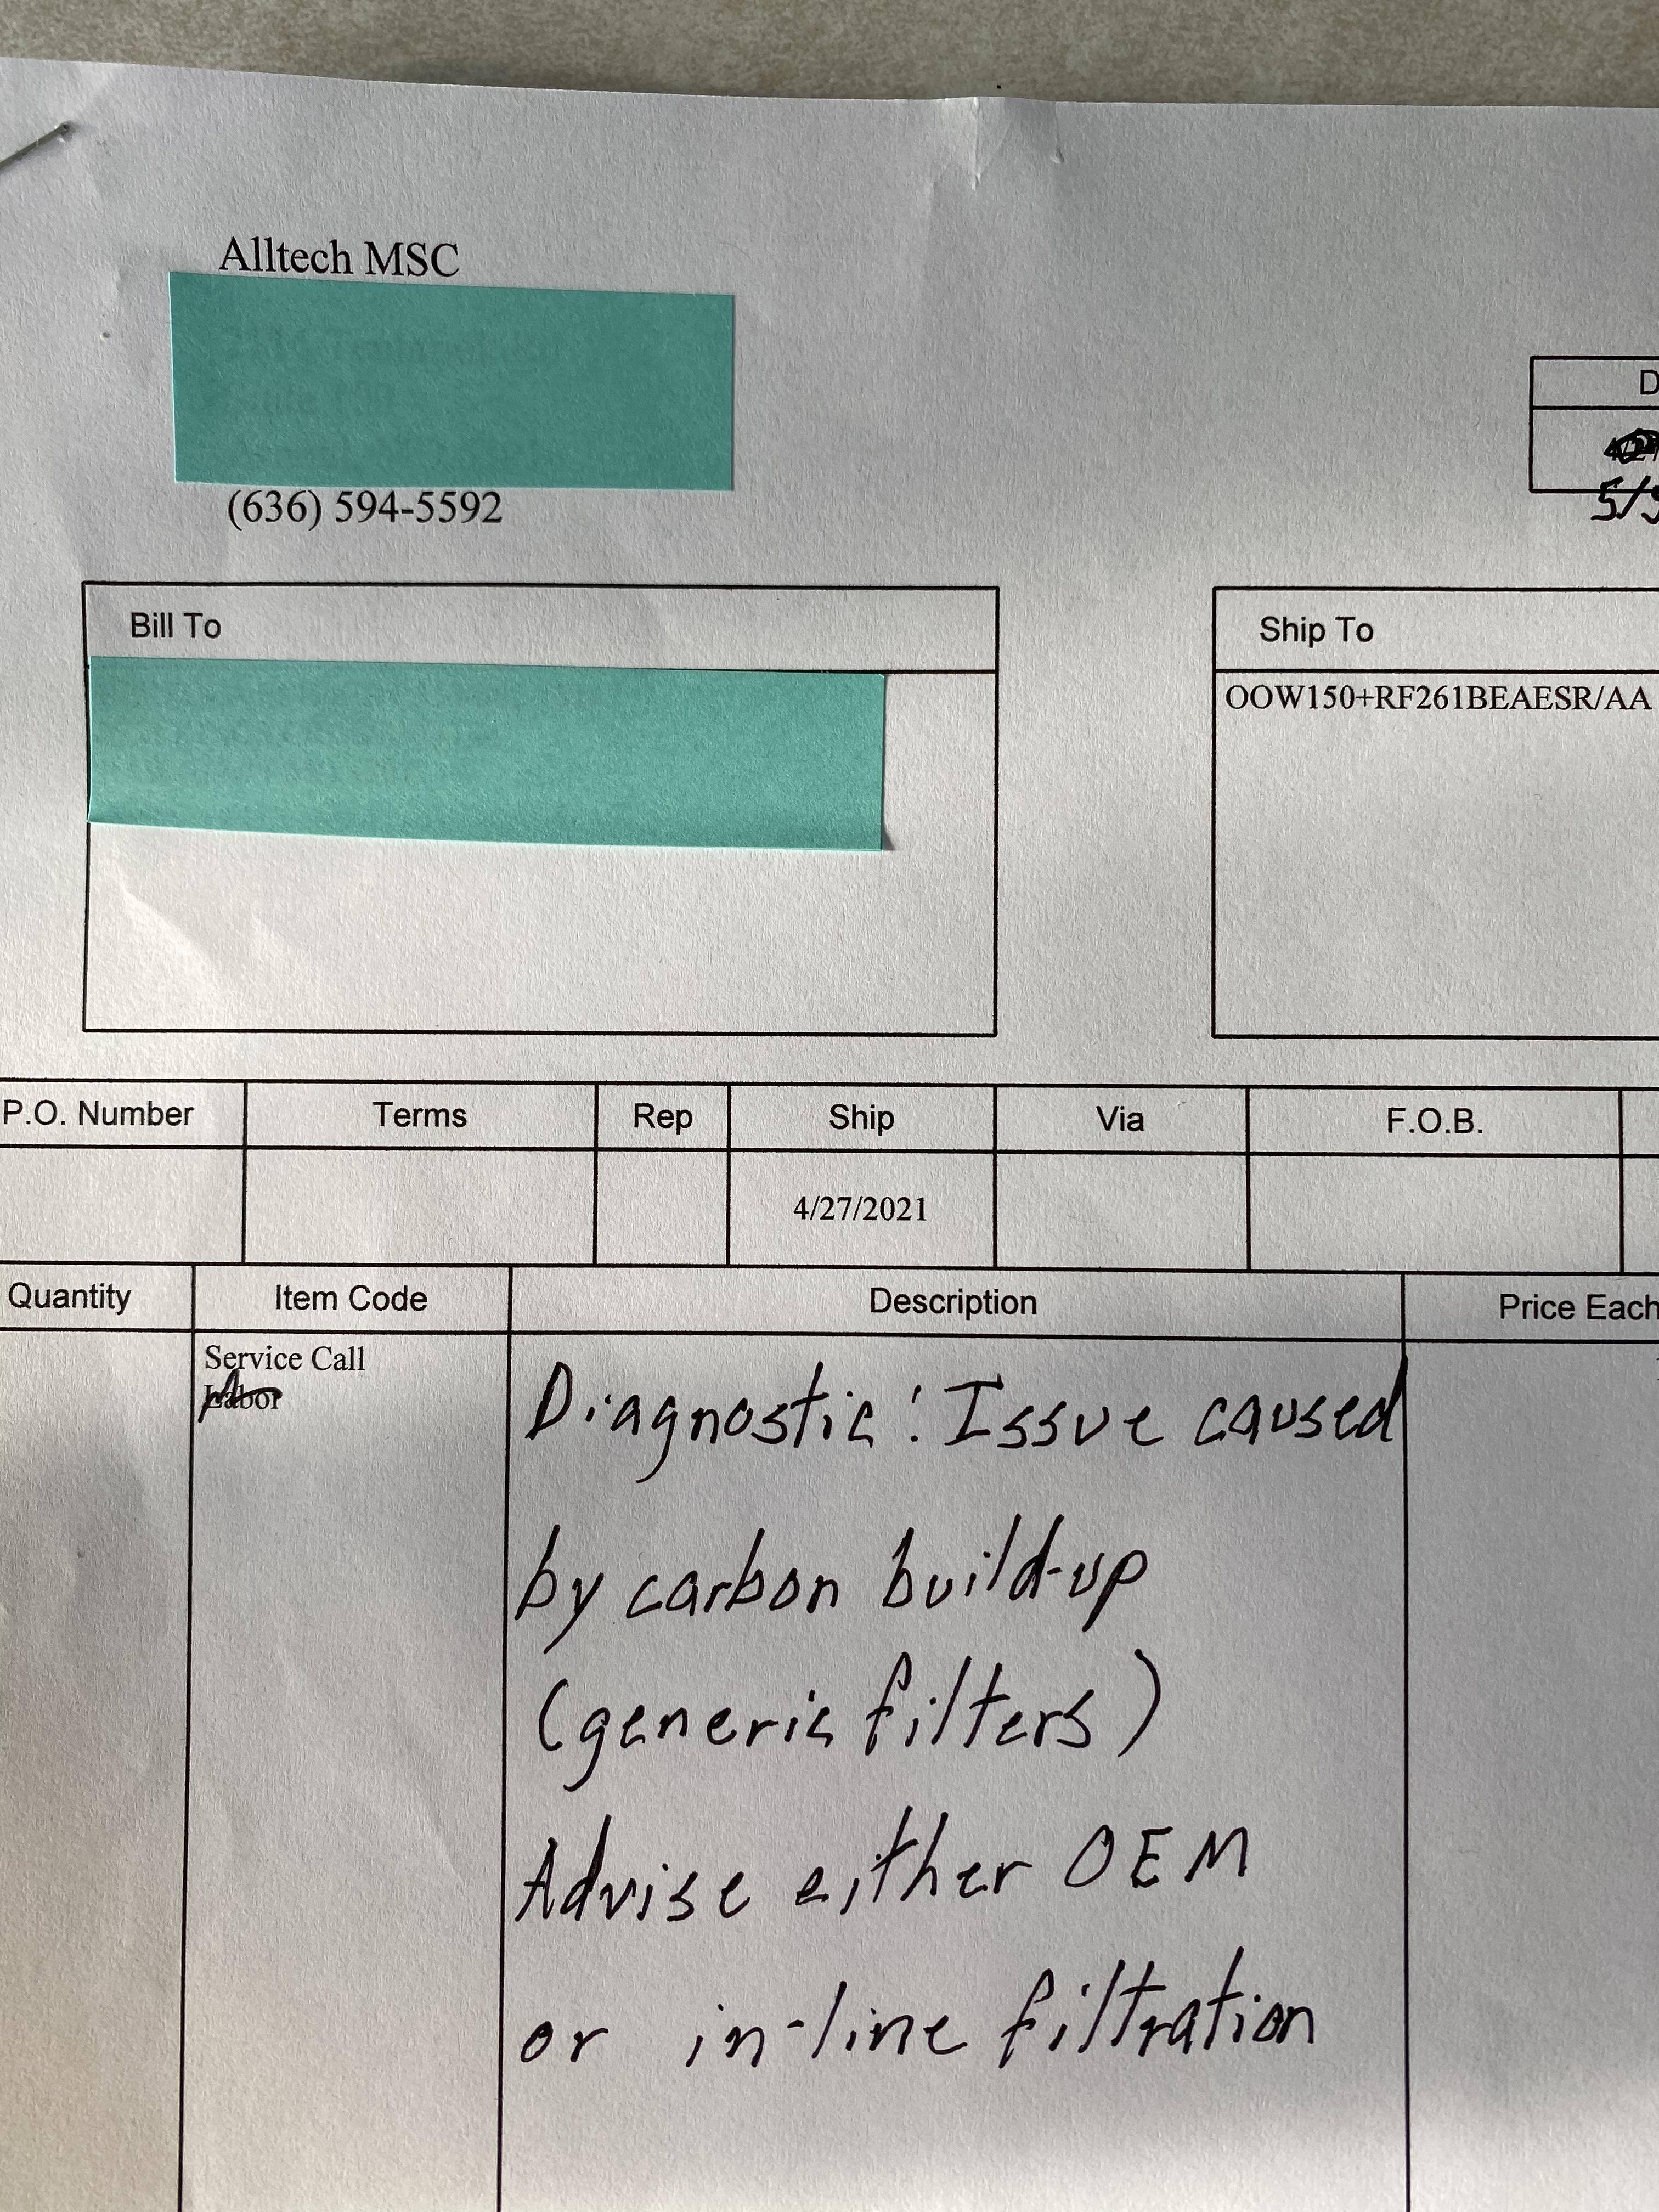 Alltech MSC
(636) 594-5592
5/
Bill To
Ship To
OOW150+RF261BEAESR/AA
P.O. Number Terms Rep Ship Via F.O.B.
4/27/2021
Quantity Item Code Description Price Each
Service Call
Labor
Diagnostic: Issue caused
by carbon build-up
(generic filters)
Advise either OEM
or in-line filtration